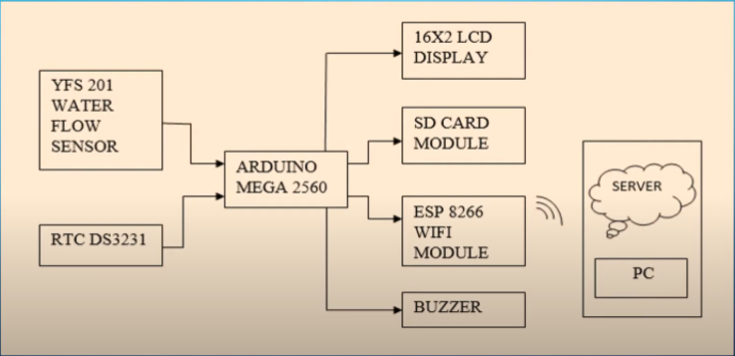 YFS 201
WATER
FLOW
SENSOR
RTC DS3231
ARDUINO
MEGA 2560
16X2 LCD
DISPLAY
SD CARD
MODULE
ESP 8266
WIFI
MODULE
BUZZER
SERVER
PC